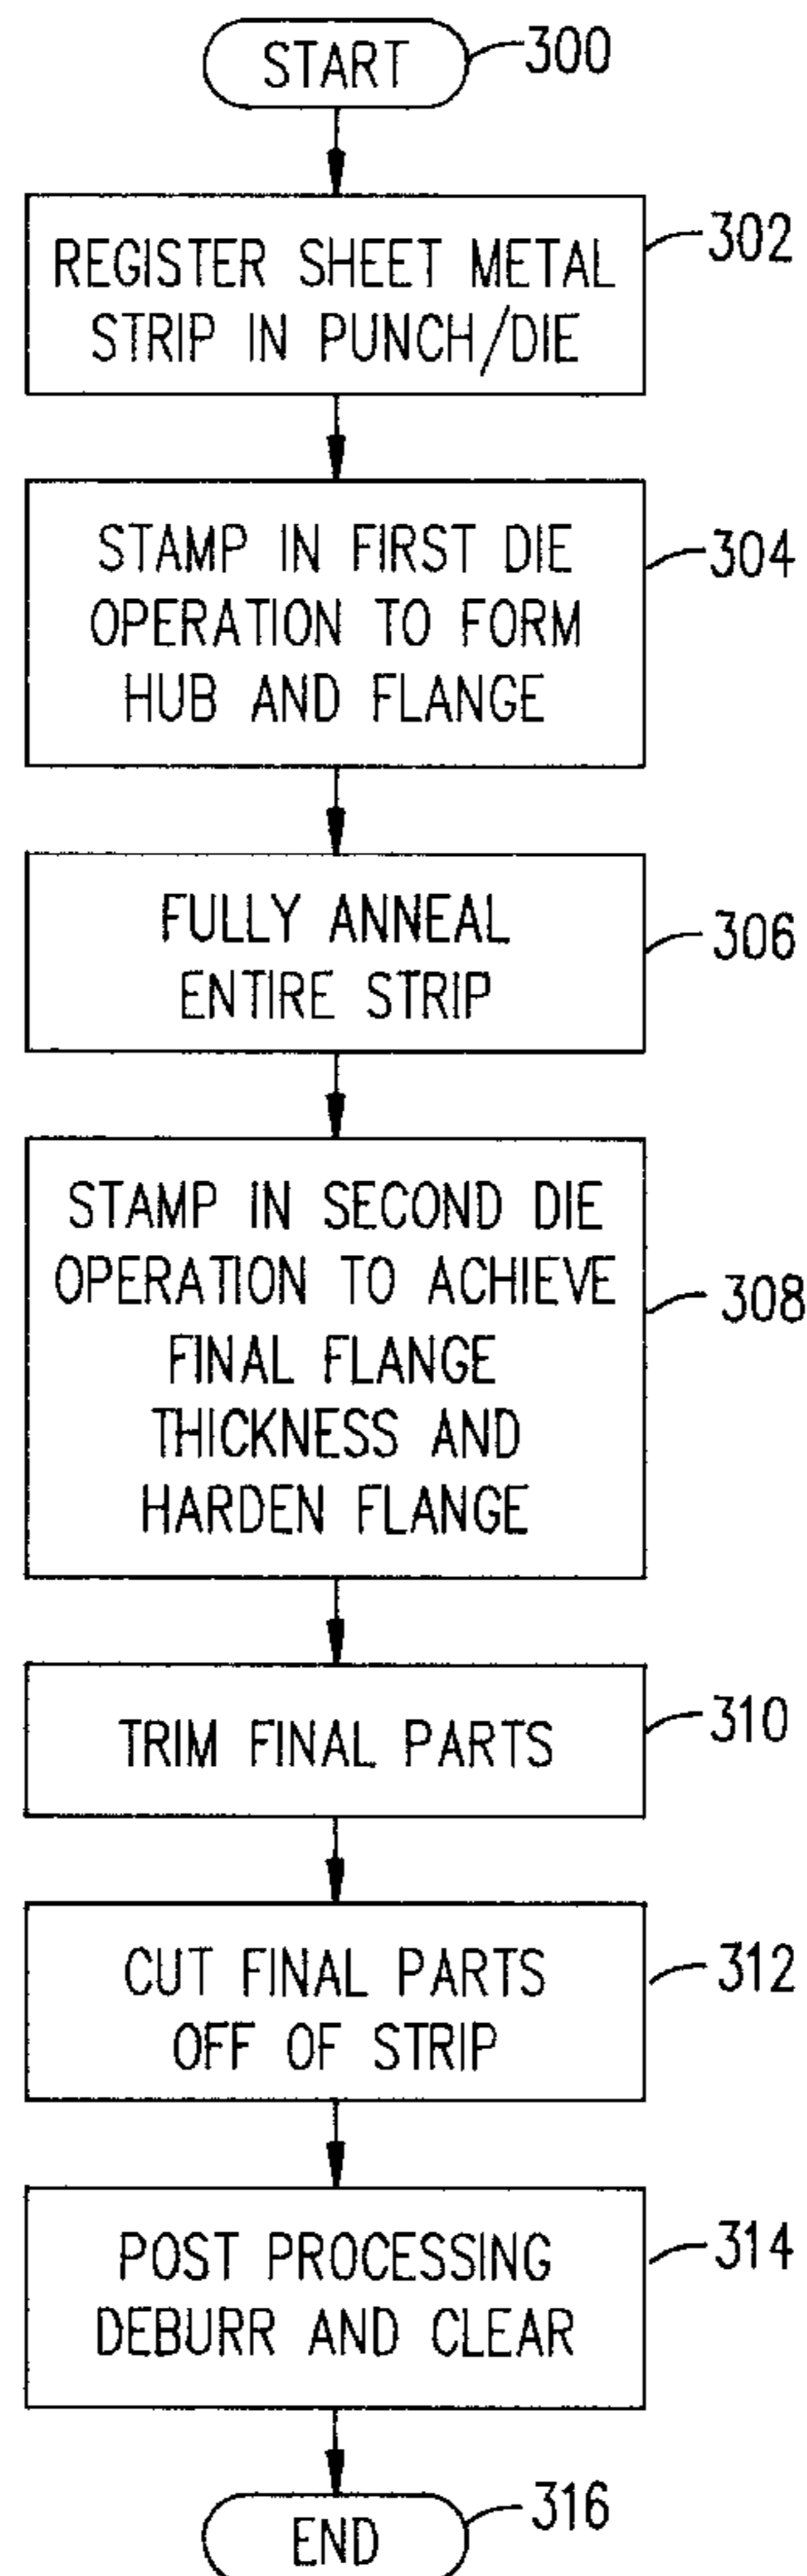 START
300
REGISTER SHEET METAL
STRIP IN PUNCH/DIE
302
STAMP IN FIRST DIE
OPERATION TO FORM
HUB AND FLANGE
304
FULLY ANNEAL
ENTIRE STRIP
306
STAMP IN SECOND DIE
OPERATION TO ACHIEVE
FINAL FLANGE
THICKNESS AND
HARDEN FLANGE
308
TRIM FINAL PARTS
310
CUT FINAL PARTS
OFF OF STRIP
312
POST PROCESSING
DEBURR AND CLEAR
314
END
316